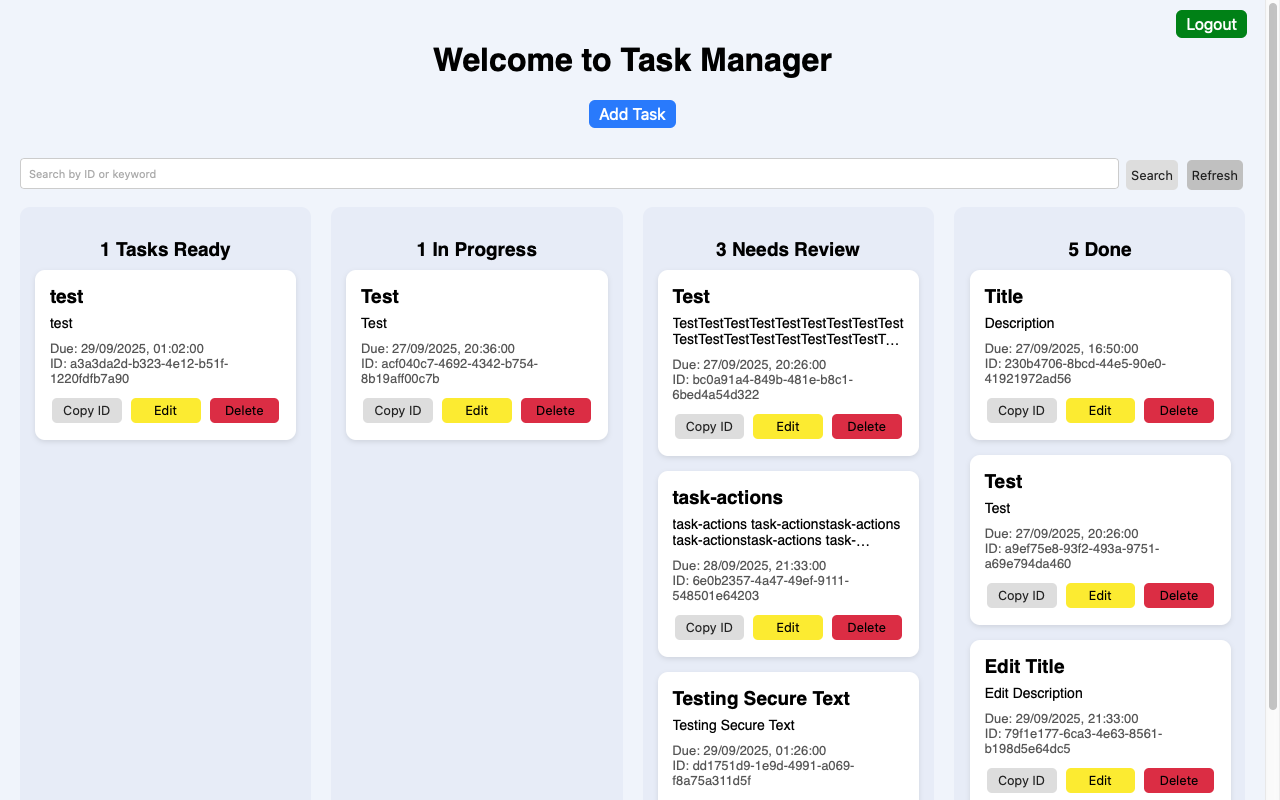 Logout
Welcome to Task Manager
Add Task
Search by ID or keyword
Search
Refresh
1 Tasks Ready
test
test
Due: 29/09/2025, 01:02:00
ID: a3a3da2d-b323-4e12-b51f-
1220fdfb7a90
Copy ID
Edit
Delete
1 In Progress
Test
Test
Due: 27/09/2025, 20:36:00
ID: acf040c7-4692-4342-b754-
8b19aff00c7b
Copy ID
Edit
Delete
3 Needs Review
Test
TestTestTestTestTestTestTestTestTest
TestTestTestTestTestTestTestTestT...
Due: 27/09/2025, 20:26:00
ID: bc0a91a4-849b-481e-b8c1-
6bed4a54d322
Copy ID
Edit
Delete
task-actions
task-actions task-actionstask-actions
task-actionstask-actions task-...
Due: 28/09/2025, 21:33:00
ID: 6e0b2357-4a47-49ef-9111-
548501e64203
Copy ID
Edit
Delete
Testing Secure Text
Testing Secure Text
Due: 29/09/2025, 01:26:00
ID: dd1751d9-1e9d-4991-a069-
f8a75a311d5f
5 Done
Title
Description
Due: 27/09/2025, 16:50:00
ID: 230b4706-8bcd-44e5-90e0-
41921972ad56
Copy ID
Edit
Delete
Test
Test
Due: 27/09/2025, 20:26:00
ID: a9ef75e8-93f2-493a-9751-
a69e794da460
Copy ID
Edit
Delete
Edit Title
Edit Description
Due: 29/09/2025, 21:33:00
ID: 79f1e177-6ca3-4e63-8561-
b198d5e64dc5
Copy ID
Edit
Delete